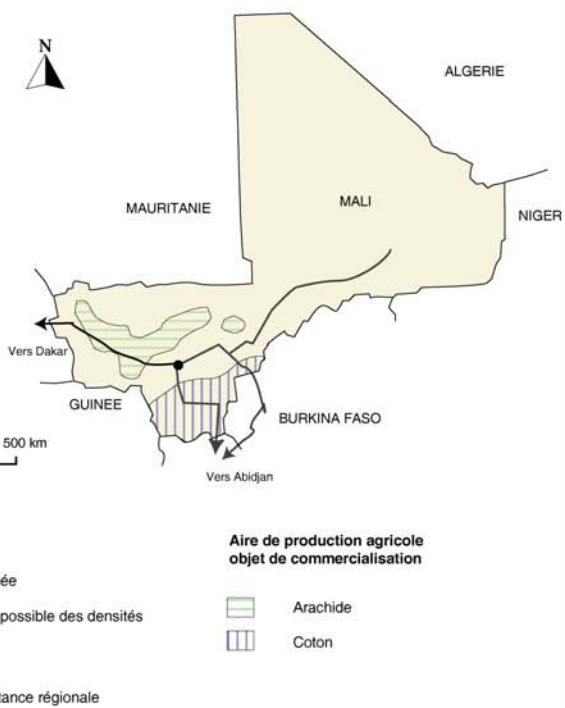 N
ALGERIE
MAURITANIE
MALI
NIGER
Vers Dakar
GUINEE
BURKINA FASO
500 km
Vers Abidjan
Aire de production agricole
objet de commercialisation
ée
possible des densités
Arachide
Coton
tance régionale